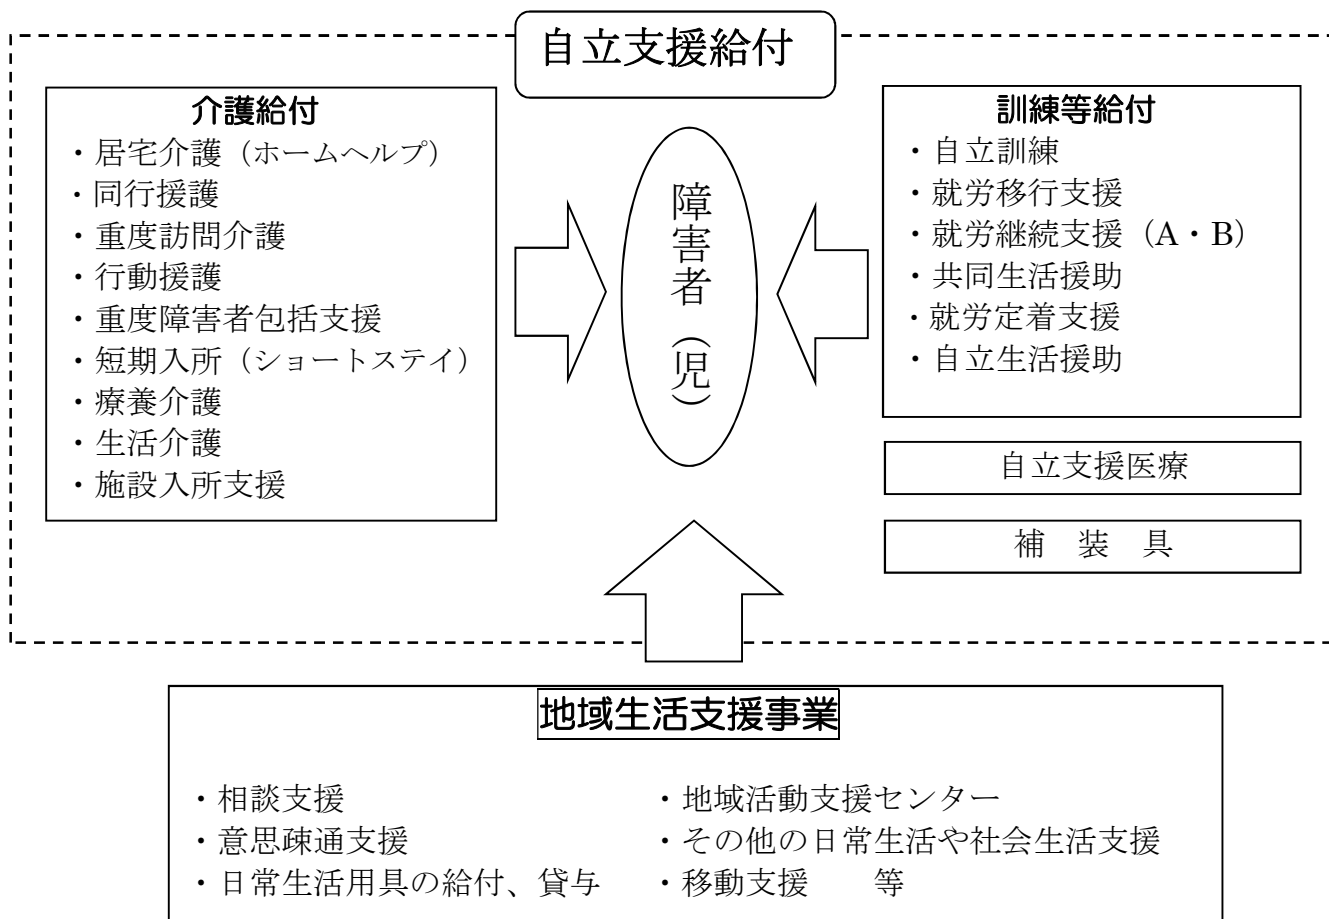 自立支援給付
介護給付
・居宅介護（ホームヘルプ）
・同行援護
・重度訪問介護
・行動援護
・重度障害者包括支援
・短期入所（ショートステイ）
・療養介護
・生活介護
・施設入所支援
障害者（児）
訓練等給付
・自立訓練
・就労移行支援
・就労継続支援（A・B）
・共同生活援助
・就労定着支援
・自立生活援助
自立支援医療
補　装　具
地域生活支援事業
・相談支援
・意思疎通支援
・日常生活用具の給付、貸与
・地域活動支援センター
・その他の日常生活や社会生活支援
・移動支援　　等